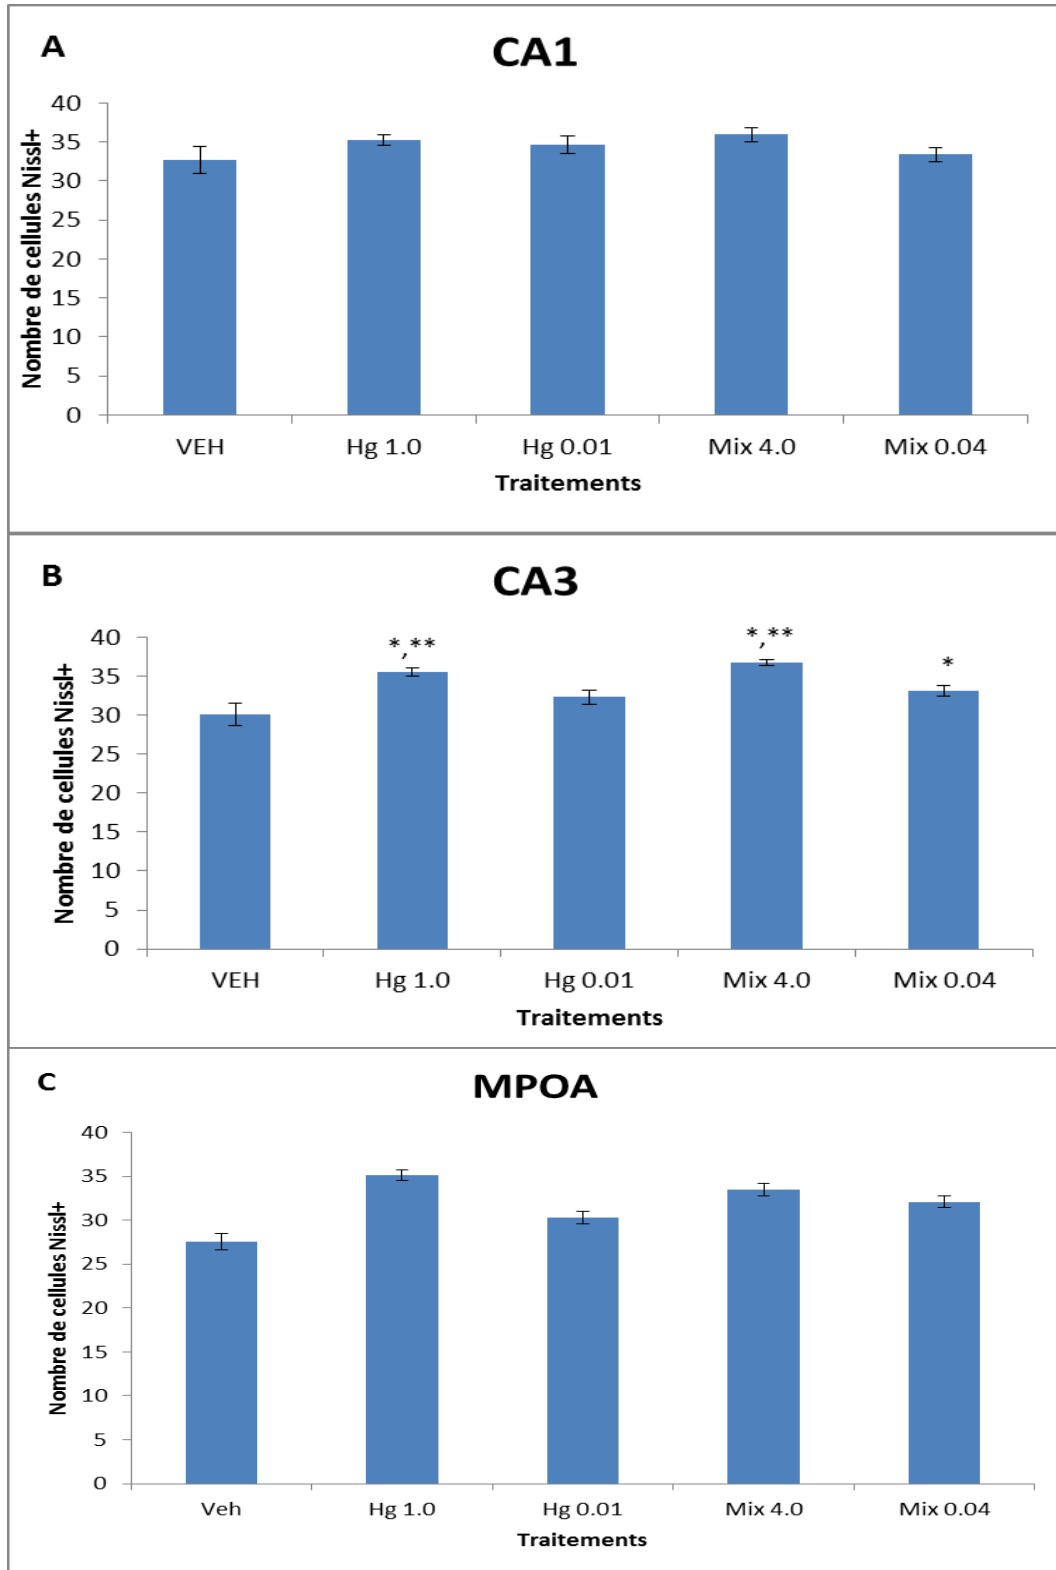 A
CA1
Nombre de cellules Nissl+
40
35
30
25
20
15
10
5
0
VEH Hg 1.0 Hg 0.01 Mix 4.0 Mix 0.04
Traitements
B
CA3
Nombre de cellules Nissl+
40
35
30
25
20
15
10
5
0
*,** *,** *
VEH Hg 1.0 Hg 0.01 Mix 4.0 Mix 0.04
Traitements
C
MPOA
Nombre de cellules Nissl+
40
35
30
25
20
15
10
5
0
Veh Hg 1.0 Hg 0.01 Mix 4.0 Mix 0.04
Traitements